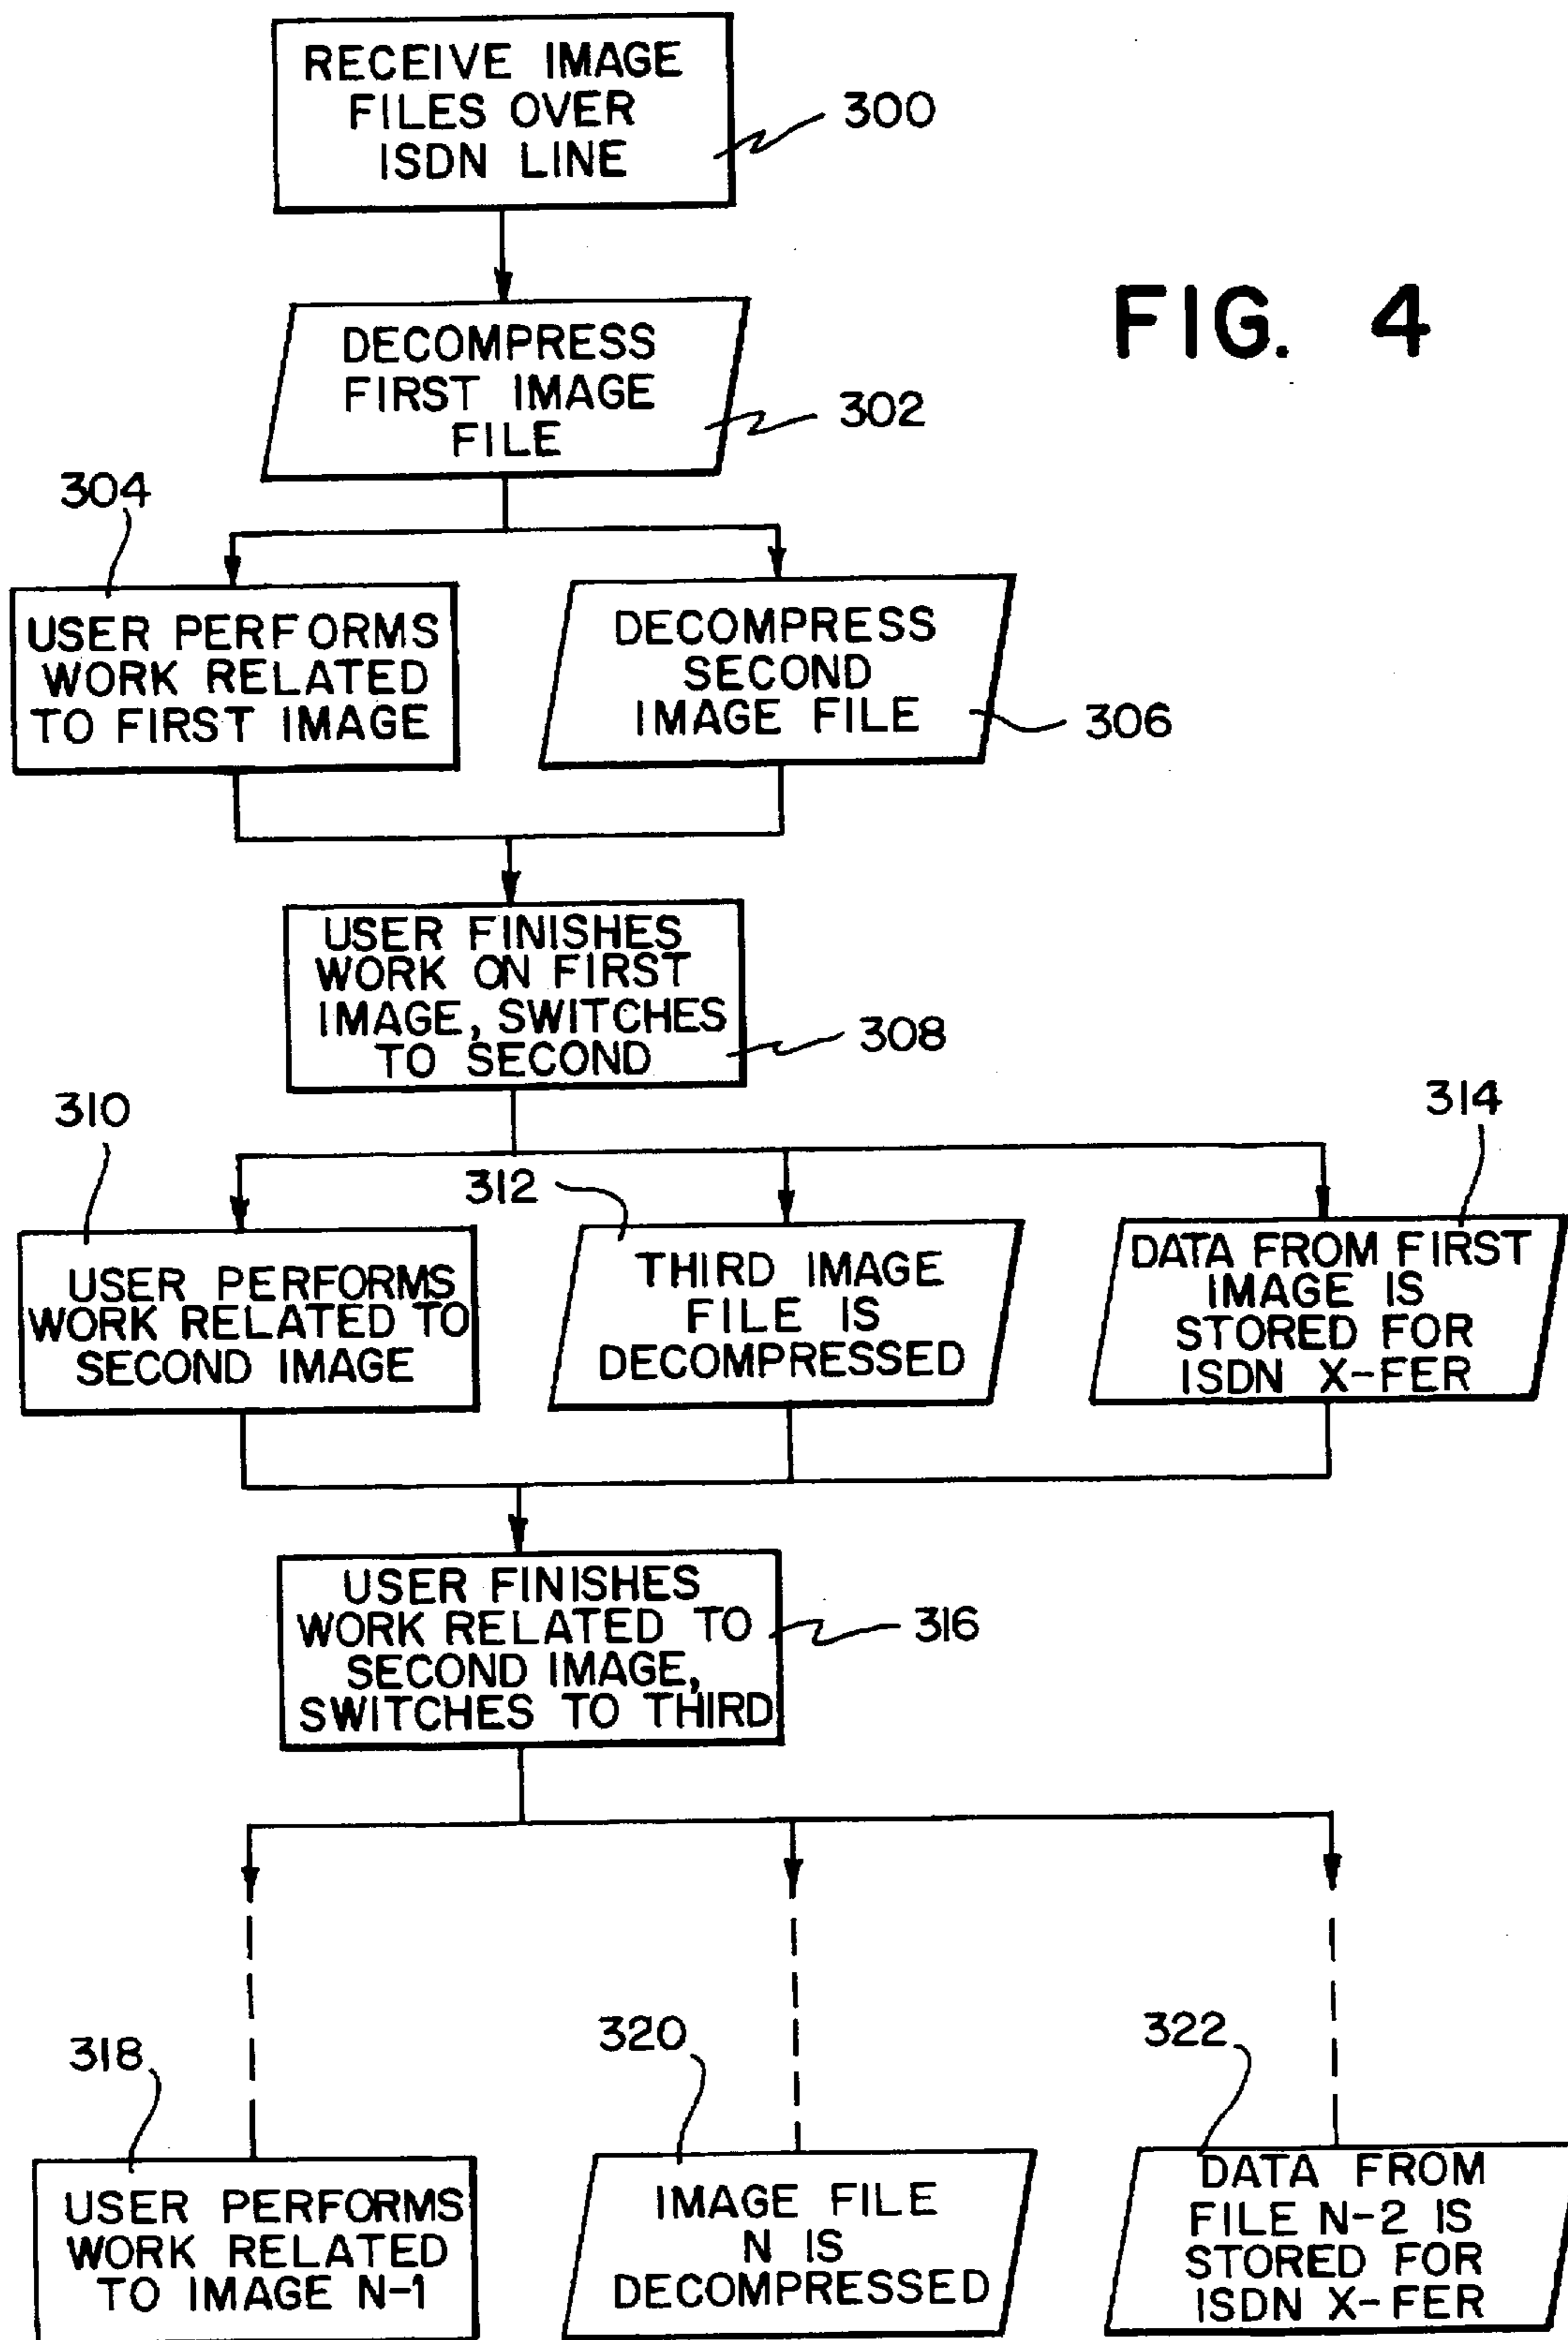 RECEIVE IMAGE
FILES OVER
ISDN LINE
300
FIG. 4
DECOMPRESS
FIRST IMAGE
FILE
302
304
USER PERFORMS
WORK RELATED
TO FIRST IMAGE
DECOMPRESS
SECOND
IMAGE FILE
306
USER FINISHES
WORK ON FIRST
IMAGE, SWITCHES
TO SECOND
308
310
312
314
USER PERFORMS
WORK RELATED TO
SECOND IMAGE
THIRD IMAGE
FILE IS
DECOMPRESSED
DATA FROM FIRST
IMAGE IS
STORED FOR
ISDN X-FER
USER FINISHES
WORK RELATED TO
SECOND IMAGE,
SWITCHES TO THIRD
316
318
320
322
USER PERFORMS
WORK RELATED
TO IMAGE N-1
IMAGE FILE
N IS
DECOMPRESSED
DATA FROM
FILE N-2 IS
STORED FOR
ISDN X-FER